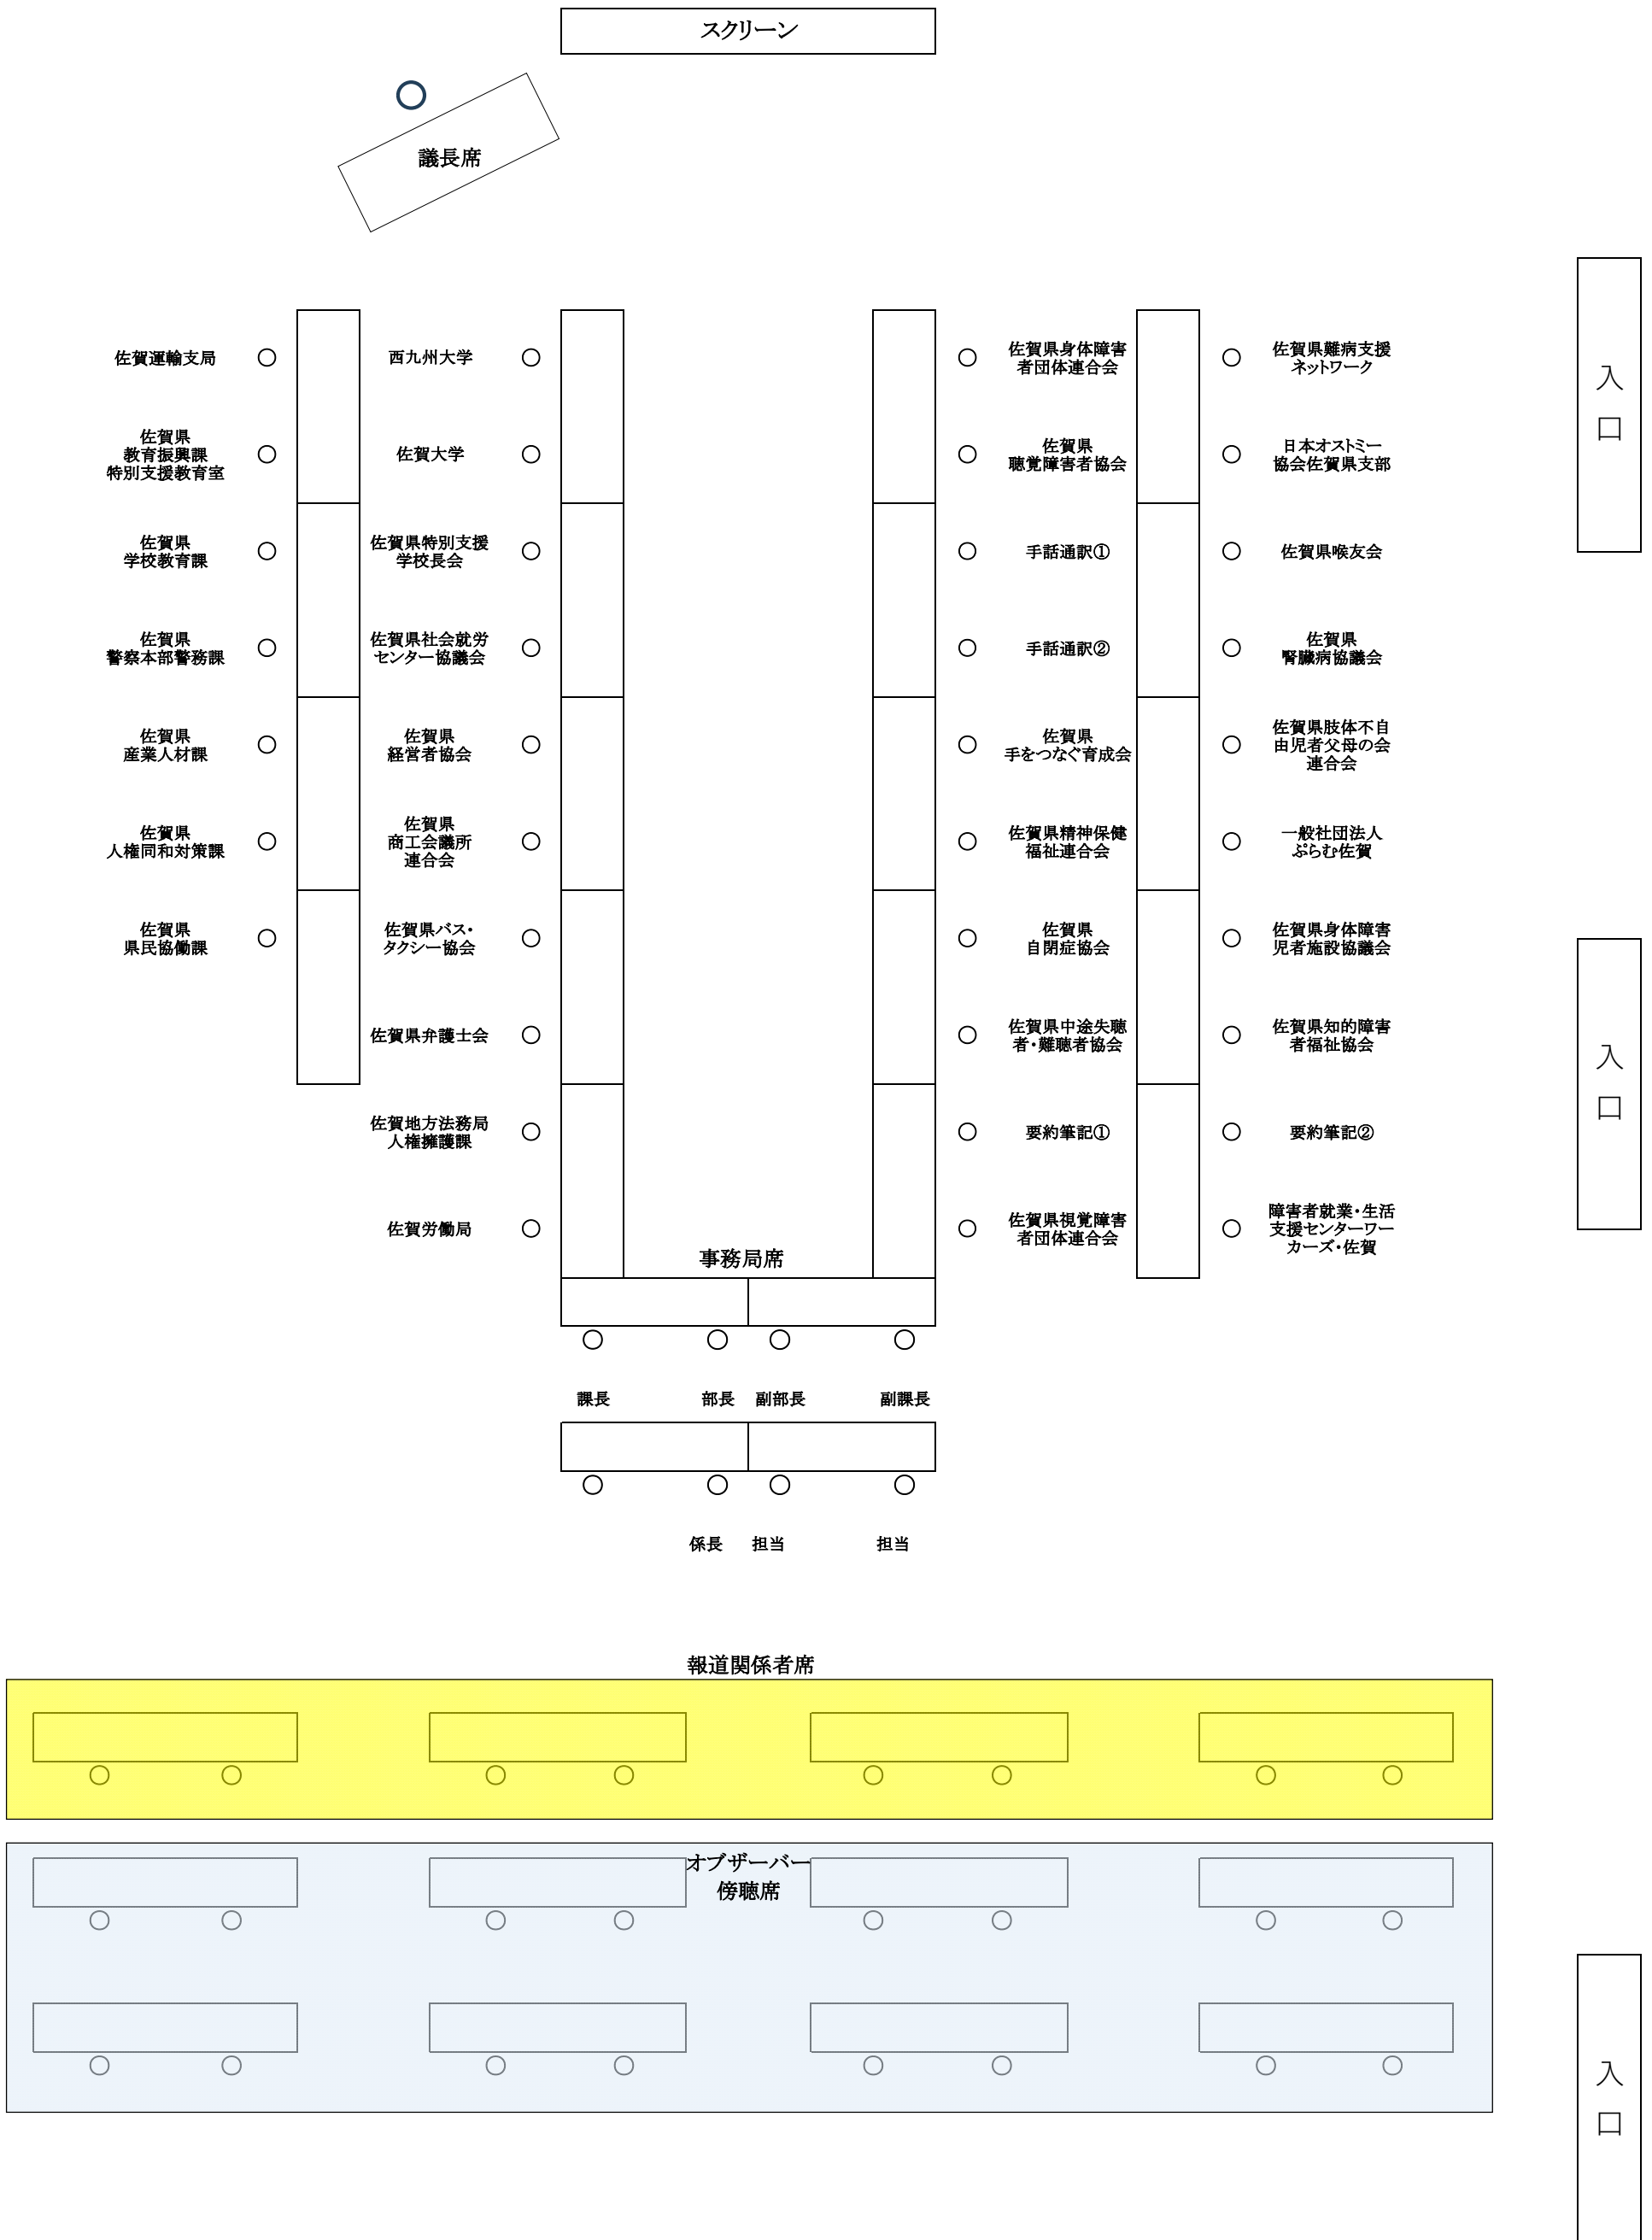 スクリーン
議長席
佐賀運輸支局
西九州大学
佐賀県身体障害
者団体連合会
佐賀県難病支援
ネットワーク
入
口
佐賀県
教育振興課
特別支援教育室
佐賀大学
佐賀県
聴覚障害者協会
日本オストミー
協会佐賀県支部
佐賀県
学校教育課
佐賀県特別支援
学校長会
手話通訳①
佐賀県喉友会
佐賀県
警察本部警務課
佐賀県社会就労
センター協議会
手話通訳②
佐賀県
腎臓病協議会
佐賀県
産業人材課
佐賀県
経営者協会
佐賀県
手をつなぐ育成会
佐賀県肢体不自
由児者父母の会
連合会
佐賀県
人権同和対策課
佐賀県
商工会議所
連合会
佐賀県精神保健
福祉連合会
一般社団法人
ぷらむ佐賀
佐賀県
県民協働課
佐賀県バス・
タクシー協会
佐賀県
自閉症協会
佐賀県身体障害
児者施設協議会
佐賀県弁護士会
佐賀県中途失聴
者・難聴者協会
佐賀県知的障害
者福祉協会
入
口
佐賀地方法務局
人権擁護課
要約筆記①
要約筆記②
佐賀労働局
佐賀県視覚障害
者団体連合会
障害者就業・生活
支援センターワー
カーズ・佐賀
事務局席
課長
部長
副部長
副課長
係長
担当
担当
報道関係者席
オブザーバー
傍聴席
入
口